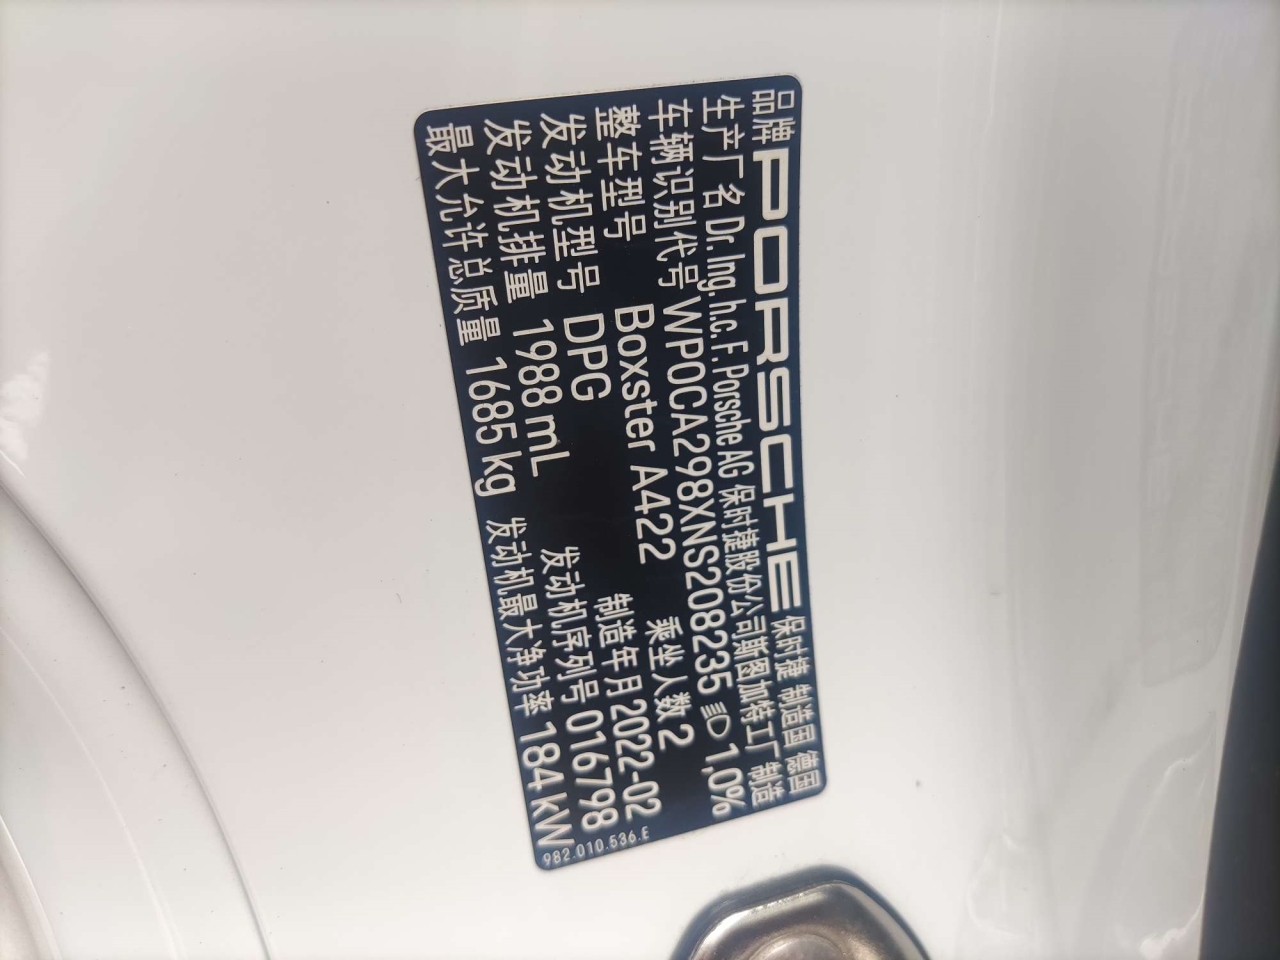 品牌 PORSCHE 保时捷 制造国 德国
生产厂名 Dr. Ing. h.c. F. Porsche AG 保时捷股份公司斯图加特工厂 制造
车辆识别代号 WP0CA298XNS208235 1,0%
整车型号 Boxster A422 乘坐人数 2
发动机型号 DPG 制造年月 2022-02
发动机排量 1988 mL 发动机序列号 016798
最大允许总质量 1685 kg 发动机最大净功率 184 kW
982.010.536.E